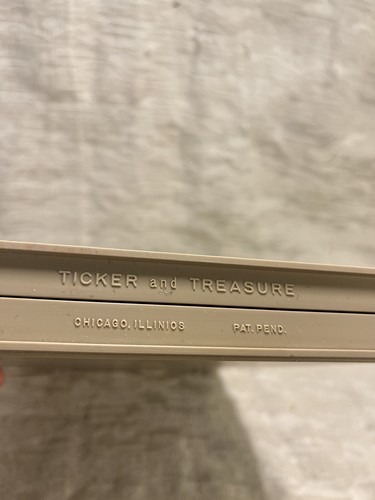 TICKER and TREASURE
CHICAGO, ILLINIOS PAT. PEND.